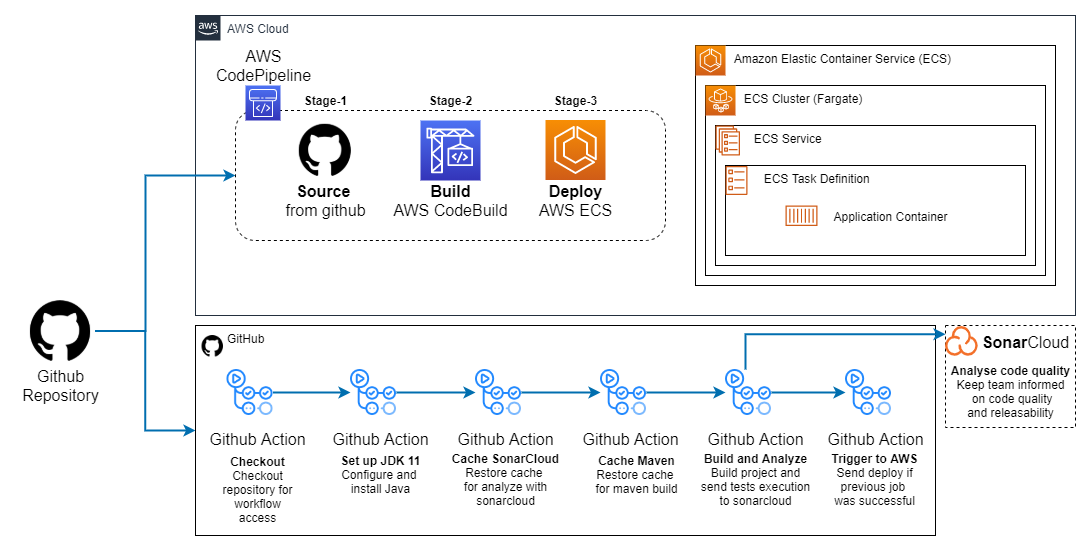 aws
AWS Cloud
AWS
CodePipeline
Stage-1
Stage-2
Stage-3
Source
from github
Build
AWS CodeBuild
Deploy
AWS ECS
Amazon Elastic Container Service (ECS)
ECS Cluster (Fargate)
ECS Service
ECS Task Definition
Application Container
Github
Repository
GitHub
Github Action
Checkout
Checkout
repository for
workflow
access
Github Action
Set up JDK 11
Configure and
install Java
Github Action
Cache SonarCloud
Restore cache
for analyze with
sonarcloud
Github Action
Cache Maven
Restore cache
for maven build
Github Action
Build and Analyze
Build project and
send tests execution
to sonarcloud
Github Action
Trigger to AWS
Send deploy if
previous job
was successful
SonarCloud
Analyse code quality
Keep team informed
on code quality
and releasability